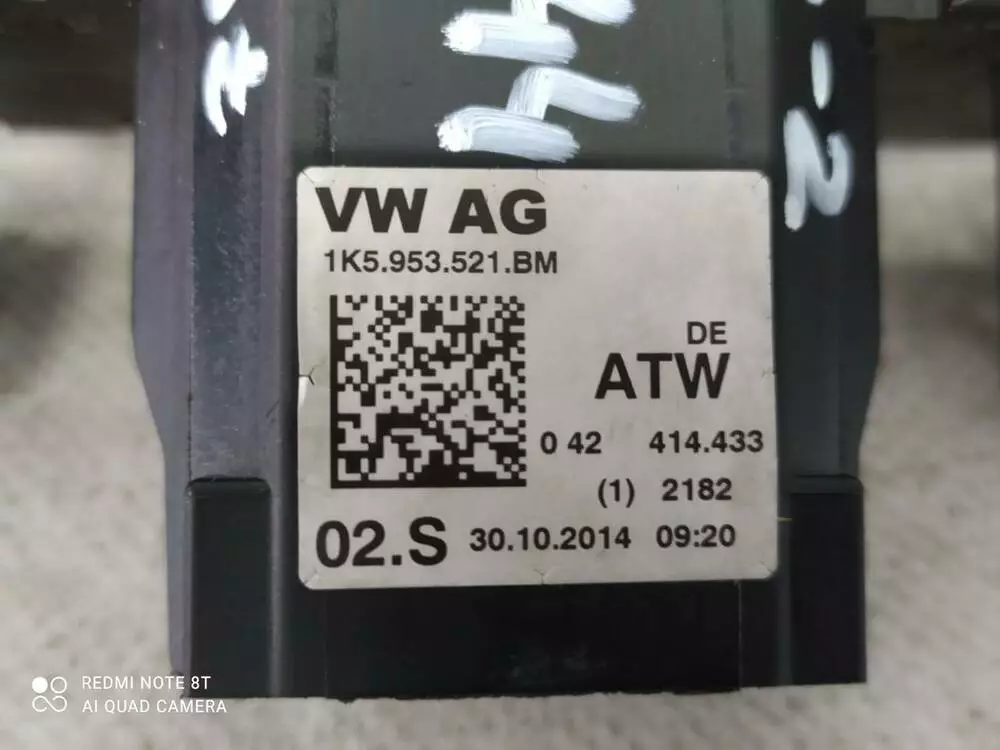 VW AG
1K5.953.521.BM
DE
ATW
0 42 414.433
(1) 2182
02.S 30.10.2014 09:20
REDMI NOTE 8T
AI QUAD CAMERA